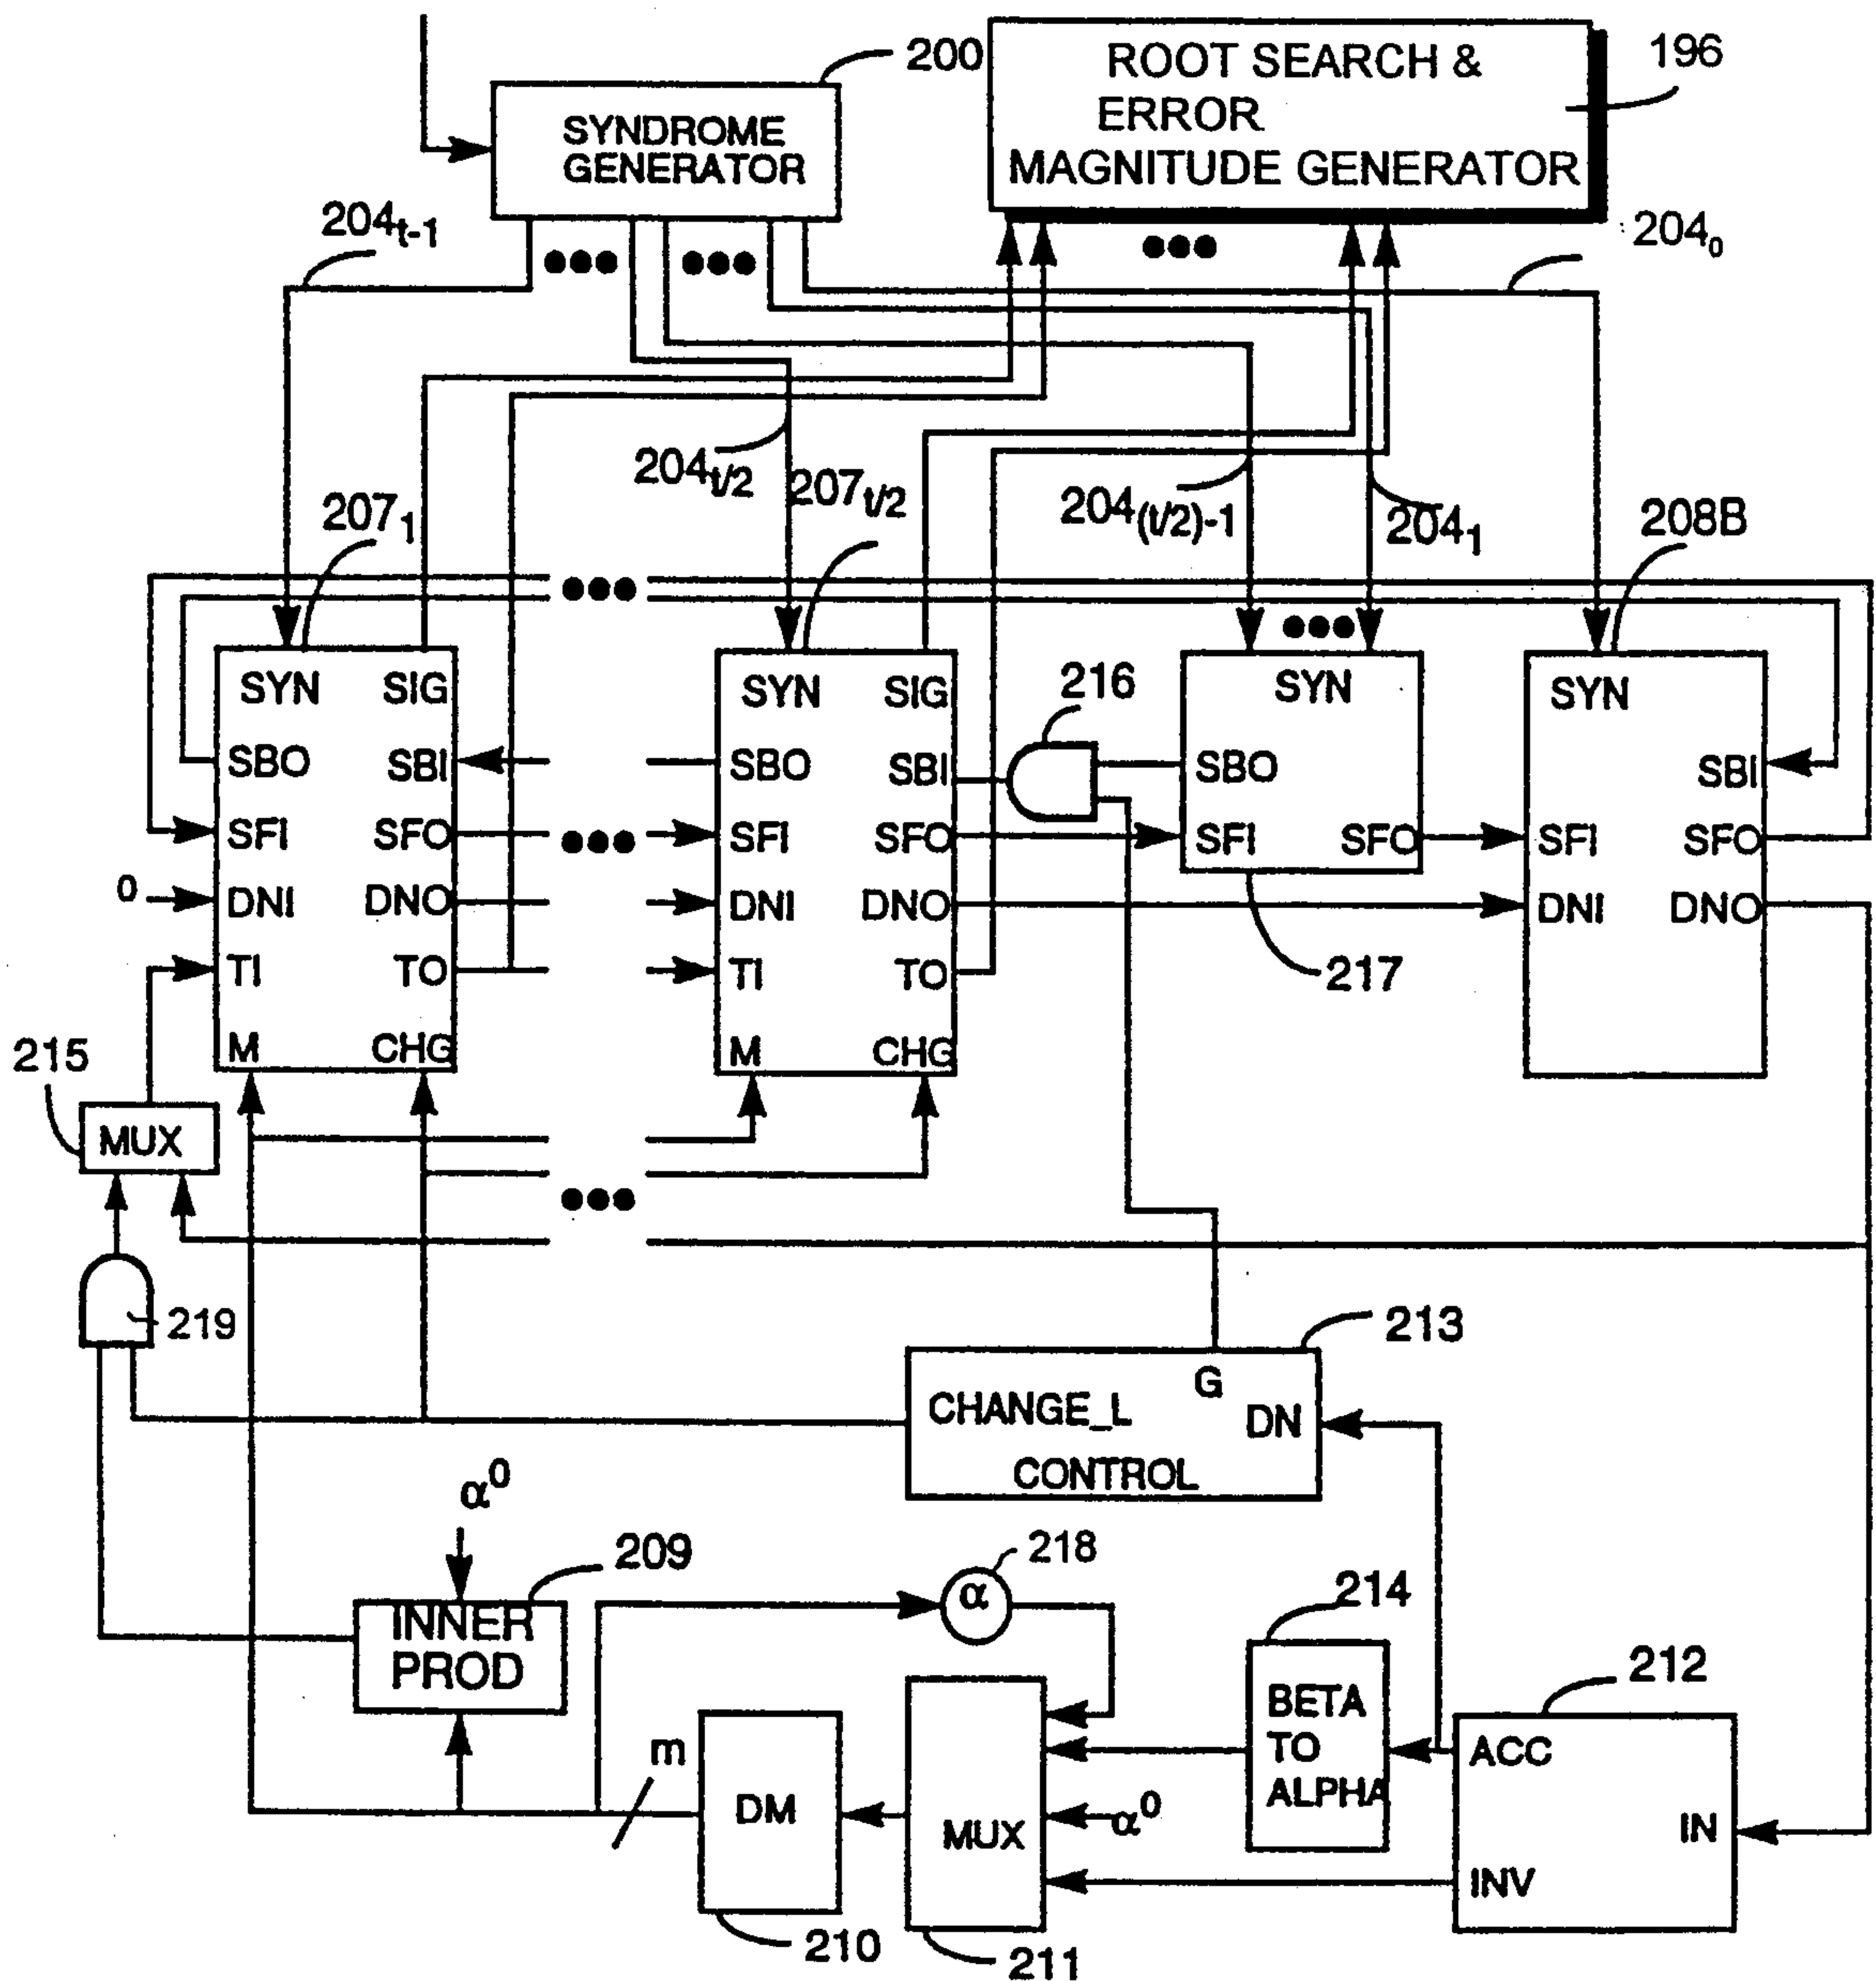 200
ROOT SEARCH &
ERROR
MAGNITUDE GENERATOR
196
SYNDROME
GENERATOR
204t-1
204₀
204t/2
207t/2
204(t/2)-1
204₁
208B
207₁
SYN SIG
SBO SBI
SFI SFO
0
DNI DNO
TI TO
M CHG
SYN SIG
SBO SBI
SFI SFO
DNI DNO
TI TO
M CHG
216
SYN
SBO
SFI SFO
217
SYN
SBI
SFI SFO
DNI DNO
215
MUX
219
213
G
CHANGE_L DN
CONTROL
α⁰
209
INNER
PROD
218
α
214
BETA
TO
ALPHA
212
ACC
IN
INV
m
DM
210
MUX
α⁰
211